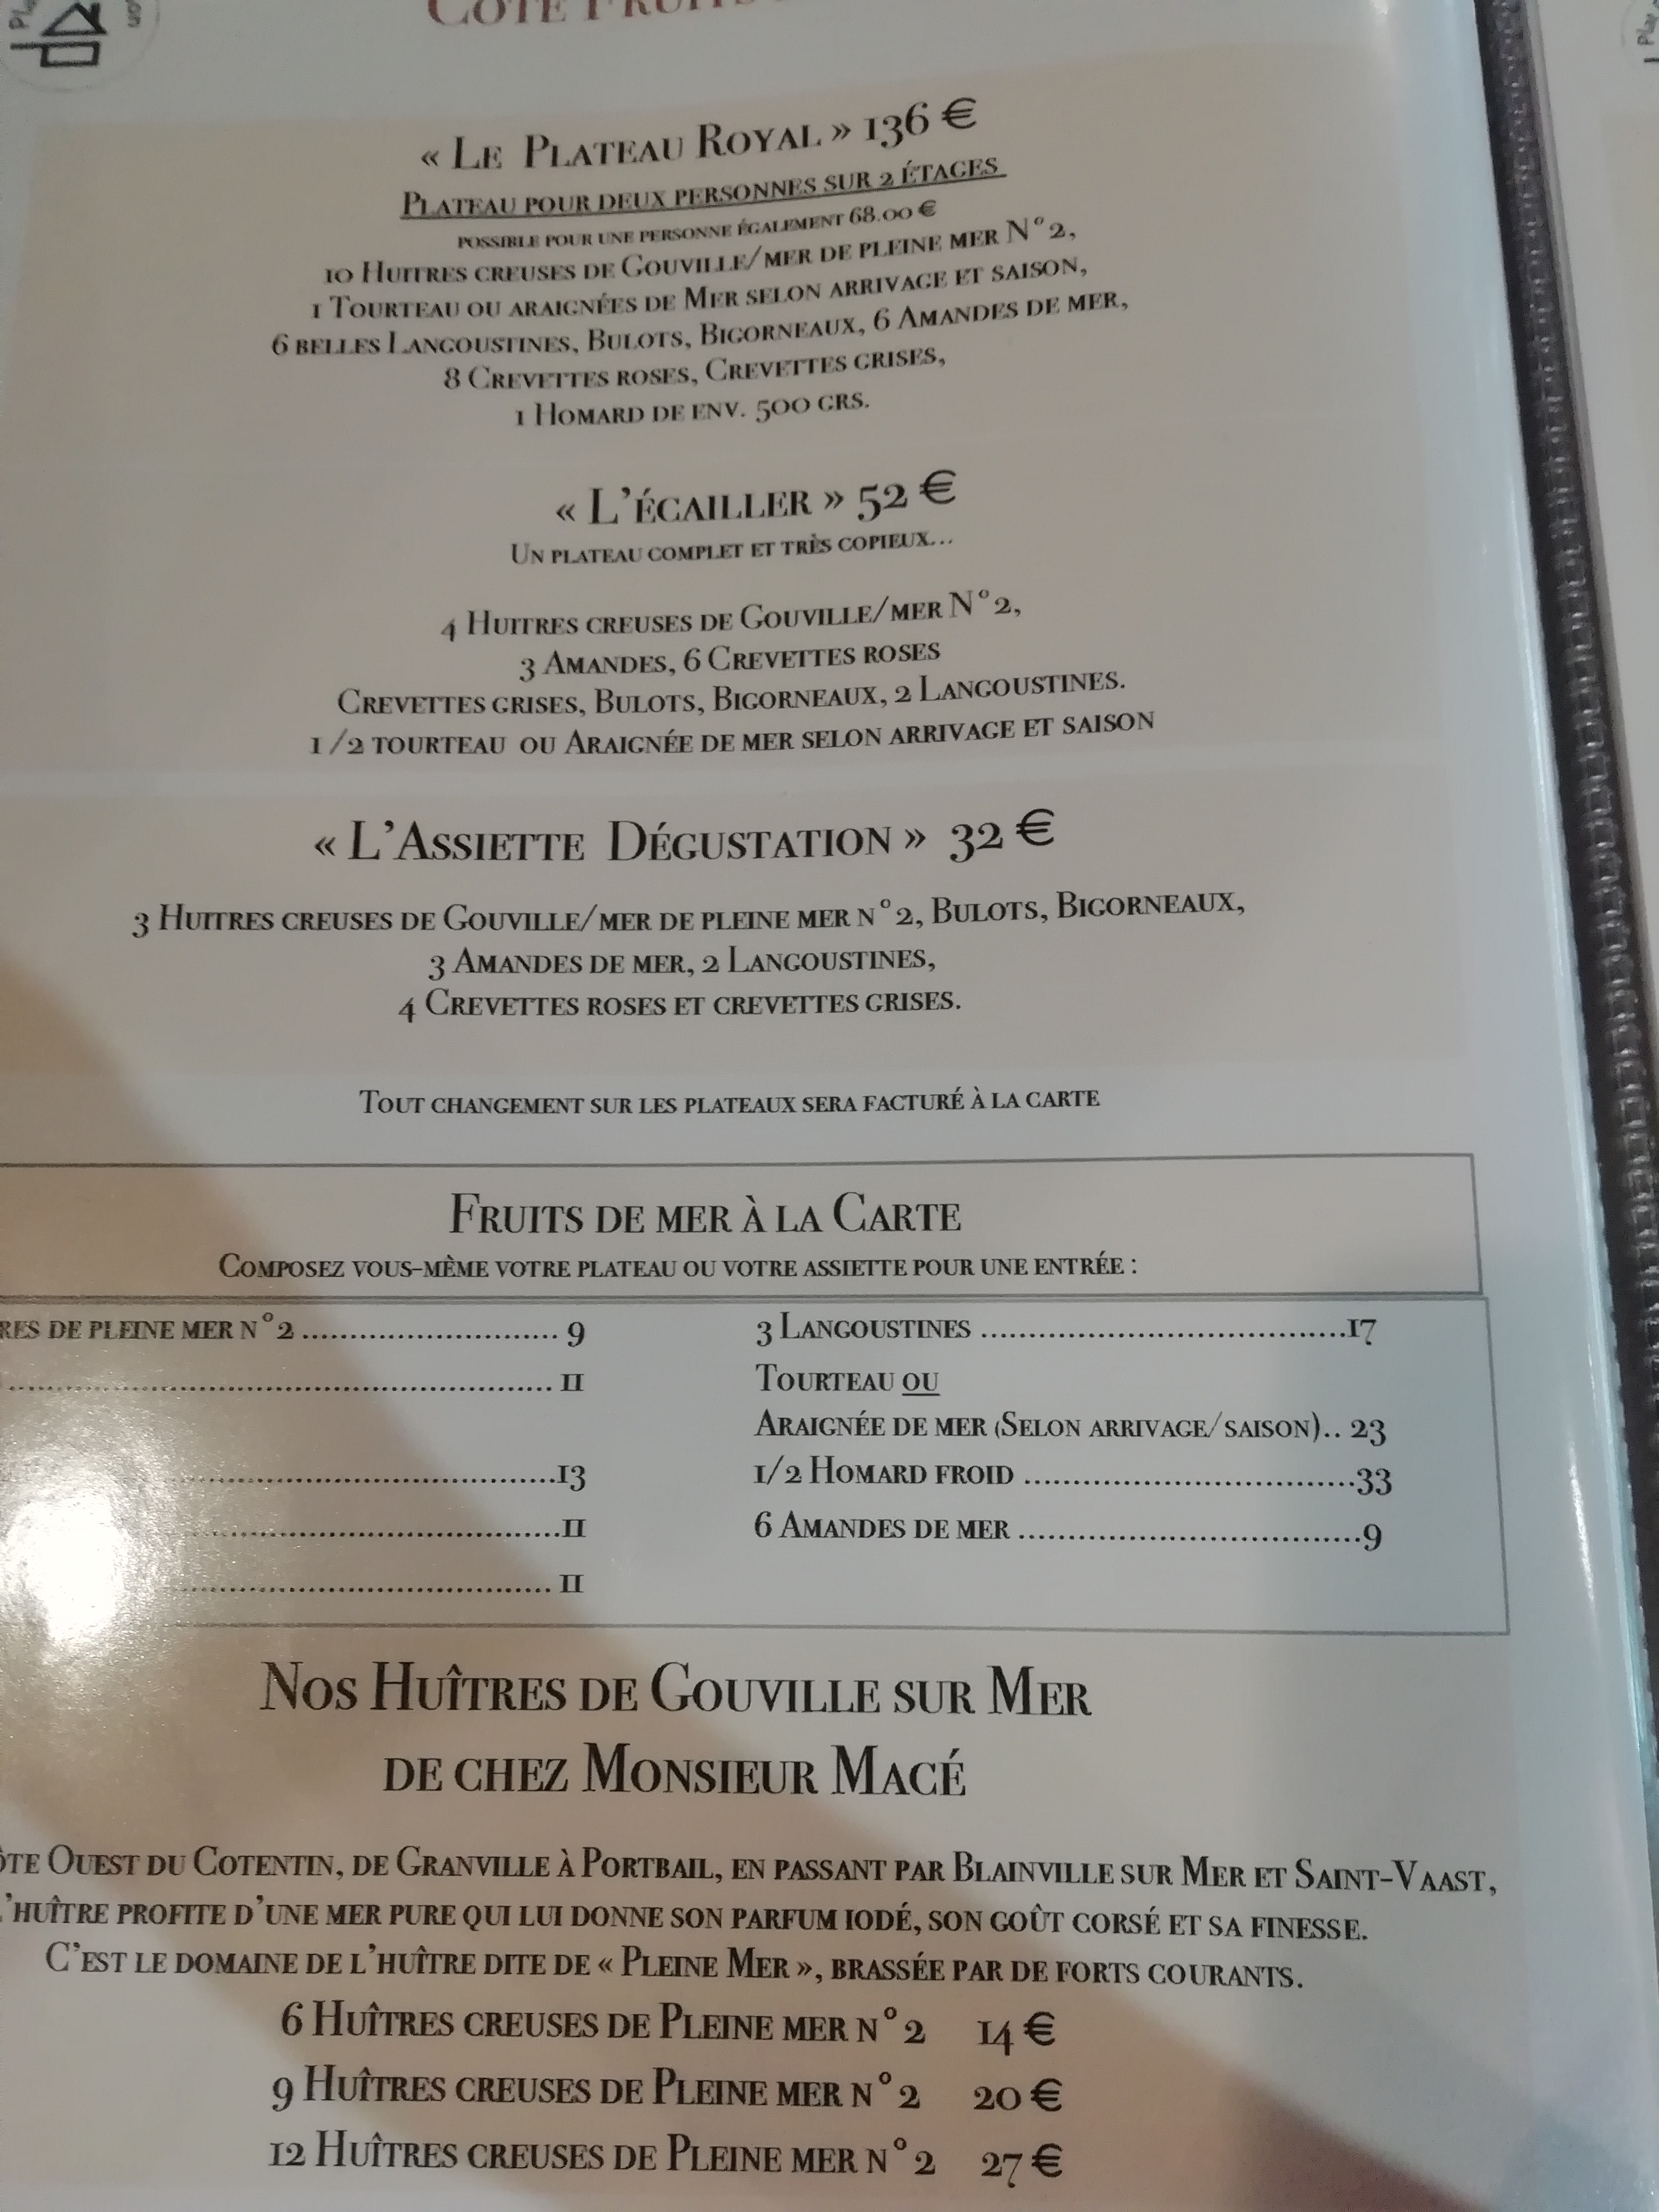 Côte Fruits
« Le Plateau Royal » 136 €
Plateau pour deux personnes sur 2 étages
possible pour une personne également 68.00 €
10 Huitres creuses de Gouville/mer de pleine mer N°2,
1 Tourteau ou araignées de Mer selon arrivage et saison,
6 belles Langoustines, Bulots, Bigorneaux, 6 Amandes de mer,
8 Crevettes roses, Crevettes grises,
1 Homard de env. 500 grs.
« L'écailler » 52 €
Un plateau complet et très copieux...
4 Huitres creuses de Gouville/mer N°2,
3 Amandes, 6 Crevettes roses
Crevettes grises, Bulots, Bigorneaux, 2 Langoustines.
1/2 tourteau ou Araignée de mer selon arrivage et saison
« L'Assiette Dégustation » 32 €
3 Huitres creuses de Gouville/mer de pleine mer n°2, Bulots, Bigorneaux,
3 Amandes de mer, 2 Langoustines,
4 Crevettes roses et crevettes grises.
Tout changement sur les plateaux sera facturé à la carte
Fruits de mer à la Carte
Composez vous-même votre plateau ou votre assiette pour une entrée :
res de pleine mer n°2 .......... 9
.......... 11
.......... 13
.......... 11
.......... 11
3 Langoustines .......... 17
Tourteau ou
Araignée de mer (Selon arrivage/saison).. 23
1/2 Homard froid .......... 33
6 Amandes de mer .......... 9
Nos Huîtres de Gouville sur Mer
de chez Monsieur Macé
ôte Ouest du Cotentin, de Granville à Portbail, en passant par Blainville sur Mer et Saint-Vaast,
'huître profite d'une mer pure qui lui donne son parfum iodé, son goût corsé et sa finesse.
C'est le domaine de l'huître dite de « Pleine Mer », brassée par de forts courants.
6 Huîtres creuses de Pleine mer n°2 14 €
9 Huîtres creuses de Pleine mer n°2 20 €
12 Huîtres creuses de Pleine mer n°2 27 €